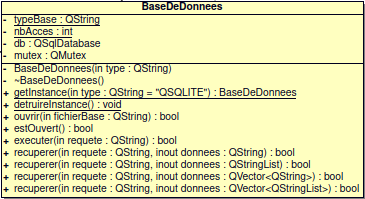 BaseDeDonnees
- typeBase : QString
- nbAcces : int
- db : QSqlDatabase
- mutex : QMutex
- BaseDeDonnees(in type : QString)
- ~BaseDeDonnees()
+ getInstance(in type : QString = "QSQLITE") : BaseDeDonnees
+ detruireInstance() : void
+ ouvrir(in fichierBase : QString) : bool
+ estOuvert() : bool
+ executer(in requete : QString) : bool
+ recuperer(in requete : QString, inout donnees : QString) : bool
+ recuperer(in requete : QString, inout donnees : QStringList) : bool
+ recuperer(in requete : QString, inout donnees : QVector<QString>) : bool
+ recuperer(in requete : QString, inout donnees : QVector<QStringList>) : bool